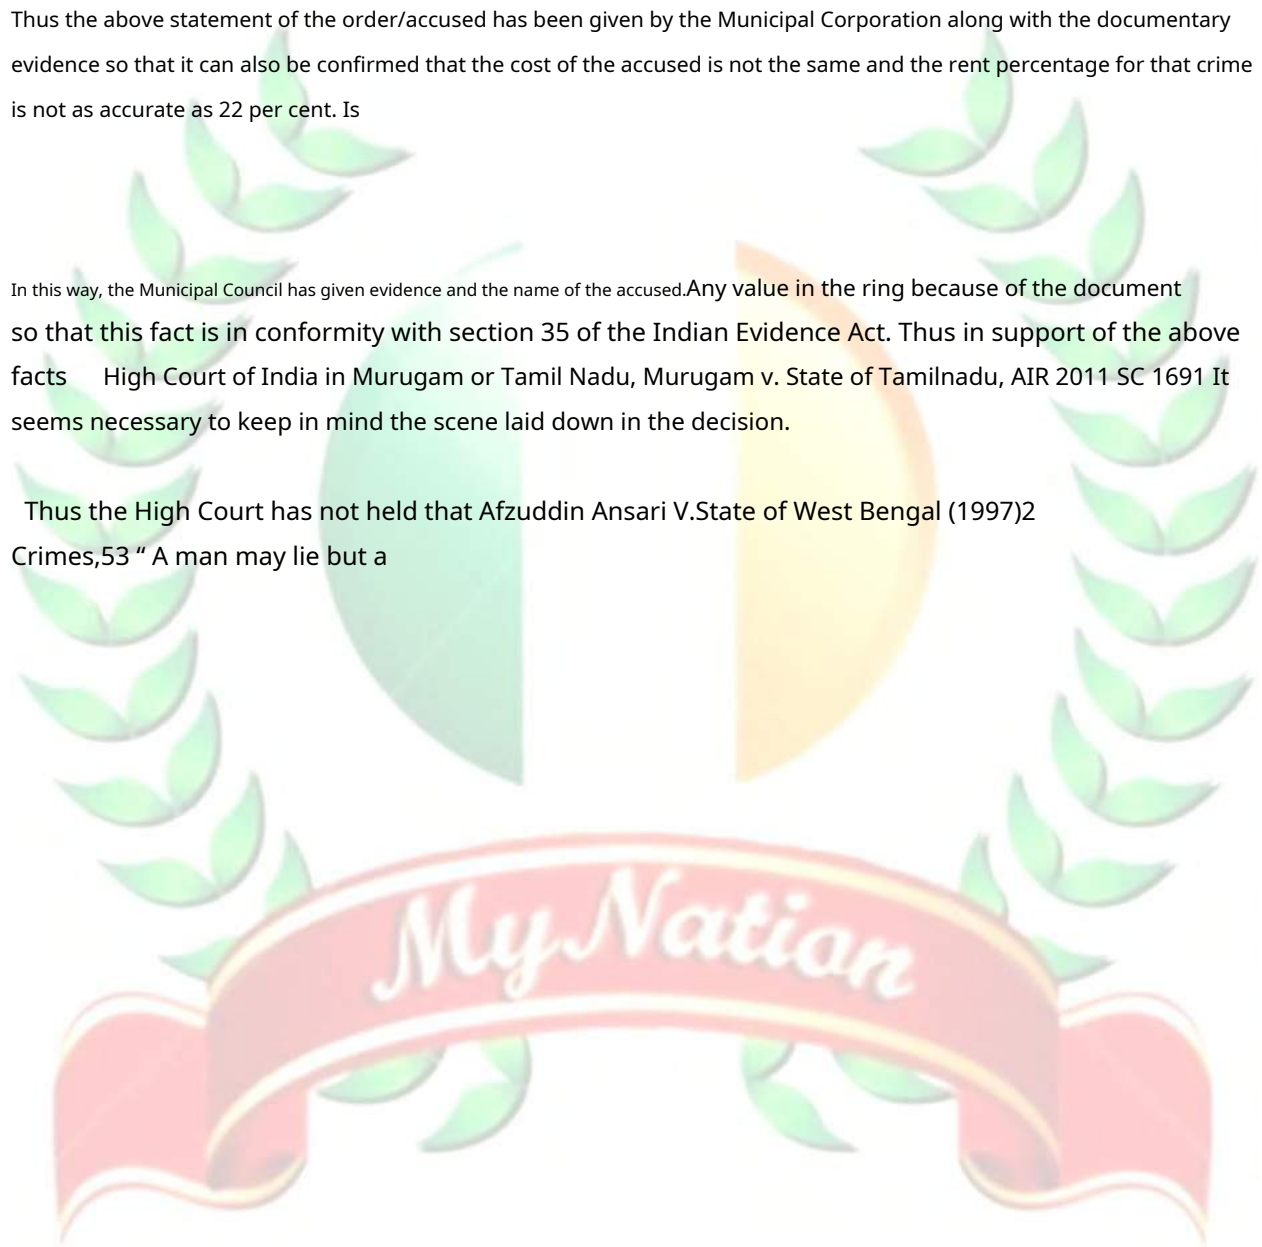 Thus the above statement of the order/accused has been given by the Municipal Corporation along with the documentary
evidence so that it can also be confirmed that the cost of the accused is not the same and the rent percentage for that crime
is not as accurate as 22 per cent. Is
In this way, the Municipal Council has given evidence and the name of the accused.Any value in the ring because of the document
so that this fact is in conformity with section 35 of the Indian Evidence Act. Thus in support of the above
facts High Court of India in Murugam or Tamil Nadu, Murugam v. State of Tamilnadu, AIR 2011 SC 1691 It
seems necessary to keep in mind the scene laid down in the decision.
Thus the High Court has not held that Afzuddin Ansari V.State of West Bengal (1997)2
Crimes,53 “ A man may lie but a
MyNation